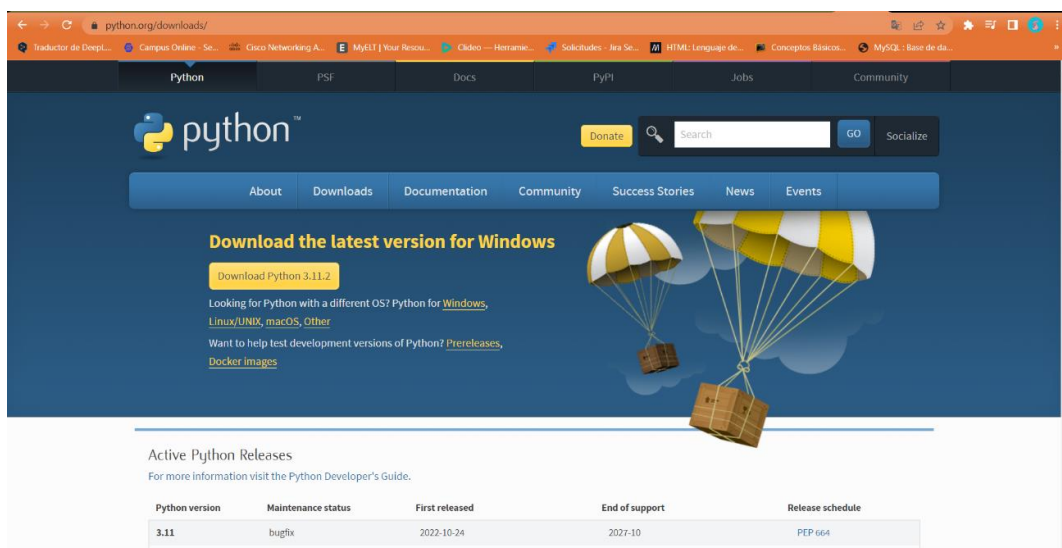 python.org/downloads/
Traductor de DeepL... Campus Online - Se... Cisco Networking A... MyELT | Your Resou... Clideo — Herramie... Solicitudes - Jira Se... HTML: Lenguaje de... Conceptos Básicos... MySQL : Base de da... »
Python PSF Docs PyPI Jobs Community
python™
Donate Search GO Socialize
About Downloads Documentation Community Success Stories News Events
Download the latest version for Windows
Download Python 3.11.2
Looking for Python with a different OS? Python for Windows,
Linux/UNIX, macOS, Other
Want to help test development versions of Python? Prereleases,
Docker images
Active Python Releases
For more information visit the Python Developer's Guide.
Python version Maintenance status First released End of support Release schedule
3.11 bugfix 2022-10-24 2027-10 PEP 664